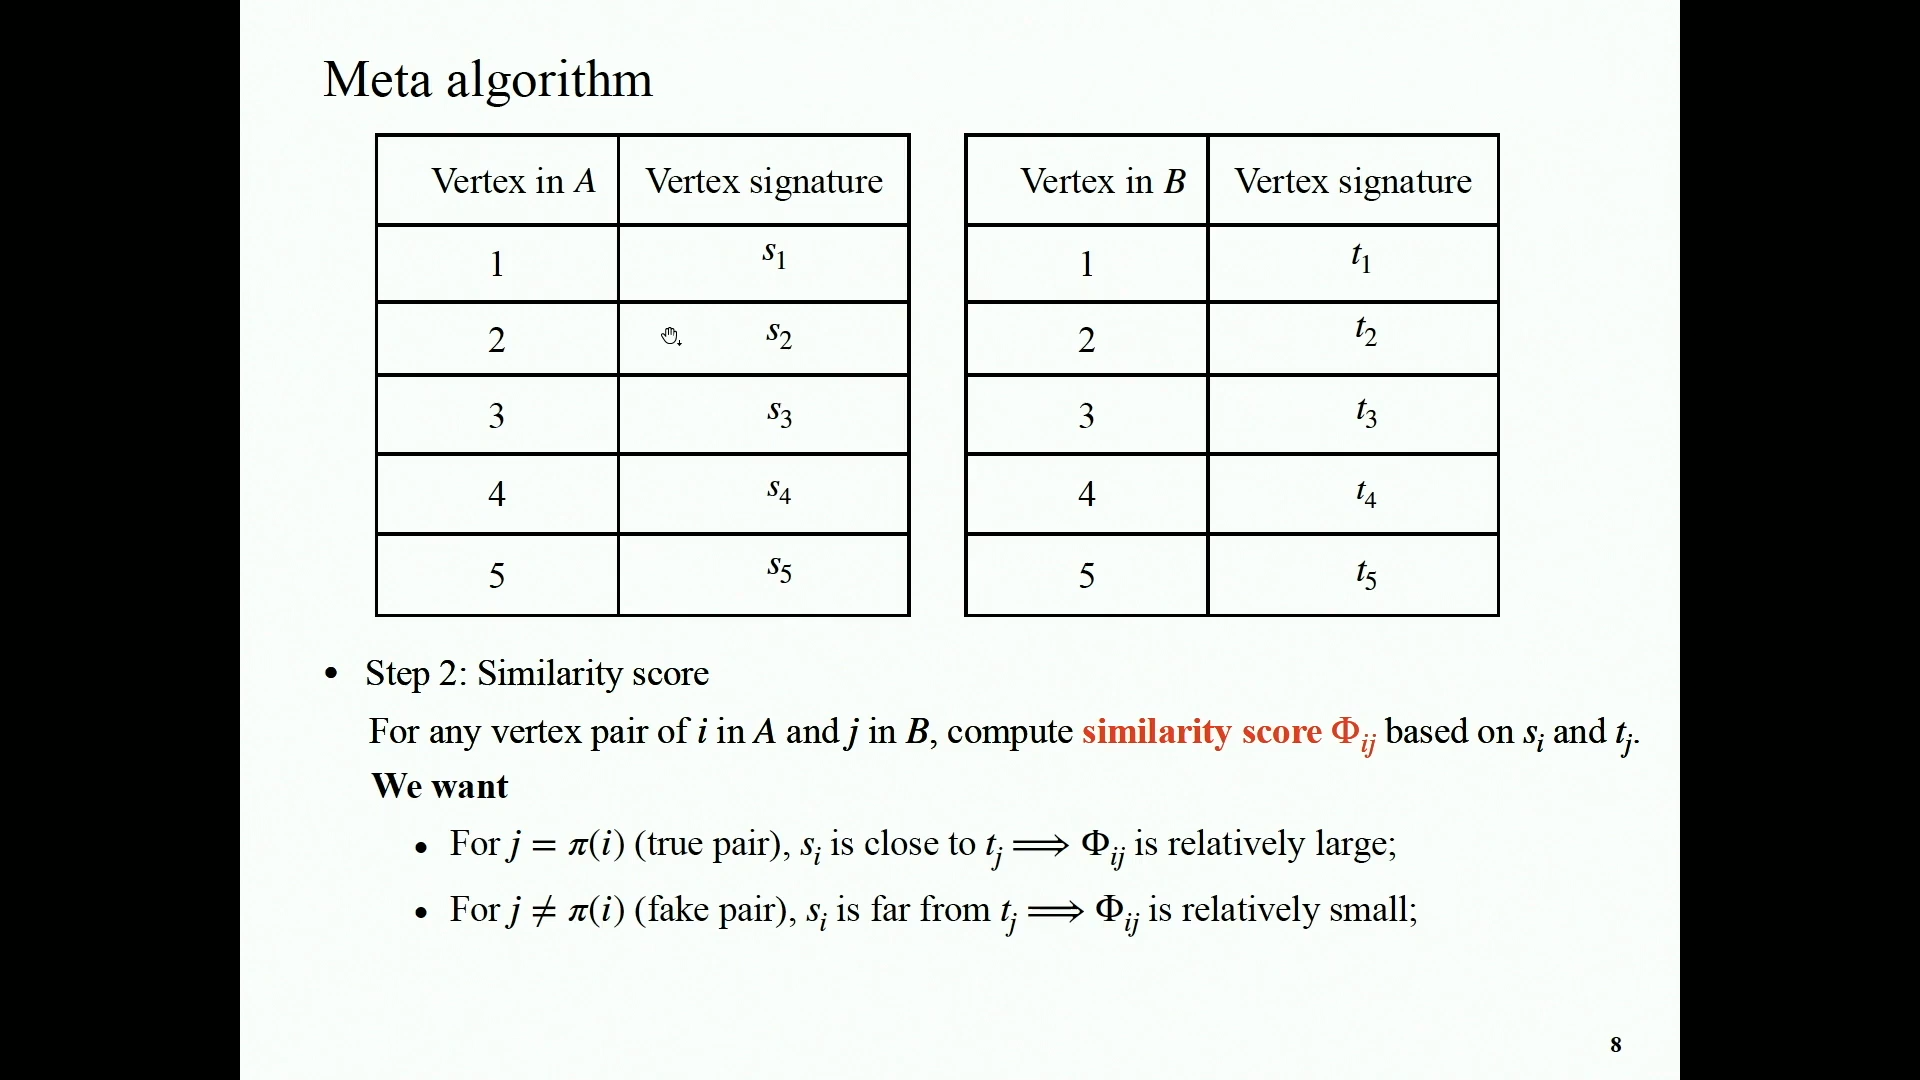 Meta algorithm
Vertex in A Vertex signature Vertex in B Vertex signature
1 s1 1 t1
2 s2 2 t2
3 s3 3 t3
4 s4 4 t4
5 s5 5 t5
• Step 2: Similarity score
For any vertex pair of i in A and j in B, compute similarity score Φij based on si and tj.
We want
• For j = π(i) (true pair), si is close to tj ⟹ Φij is relatively large;
• For j ≠ π(i) (fake pair), si is far from tj ⟹ Φij is relatively small;
8